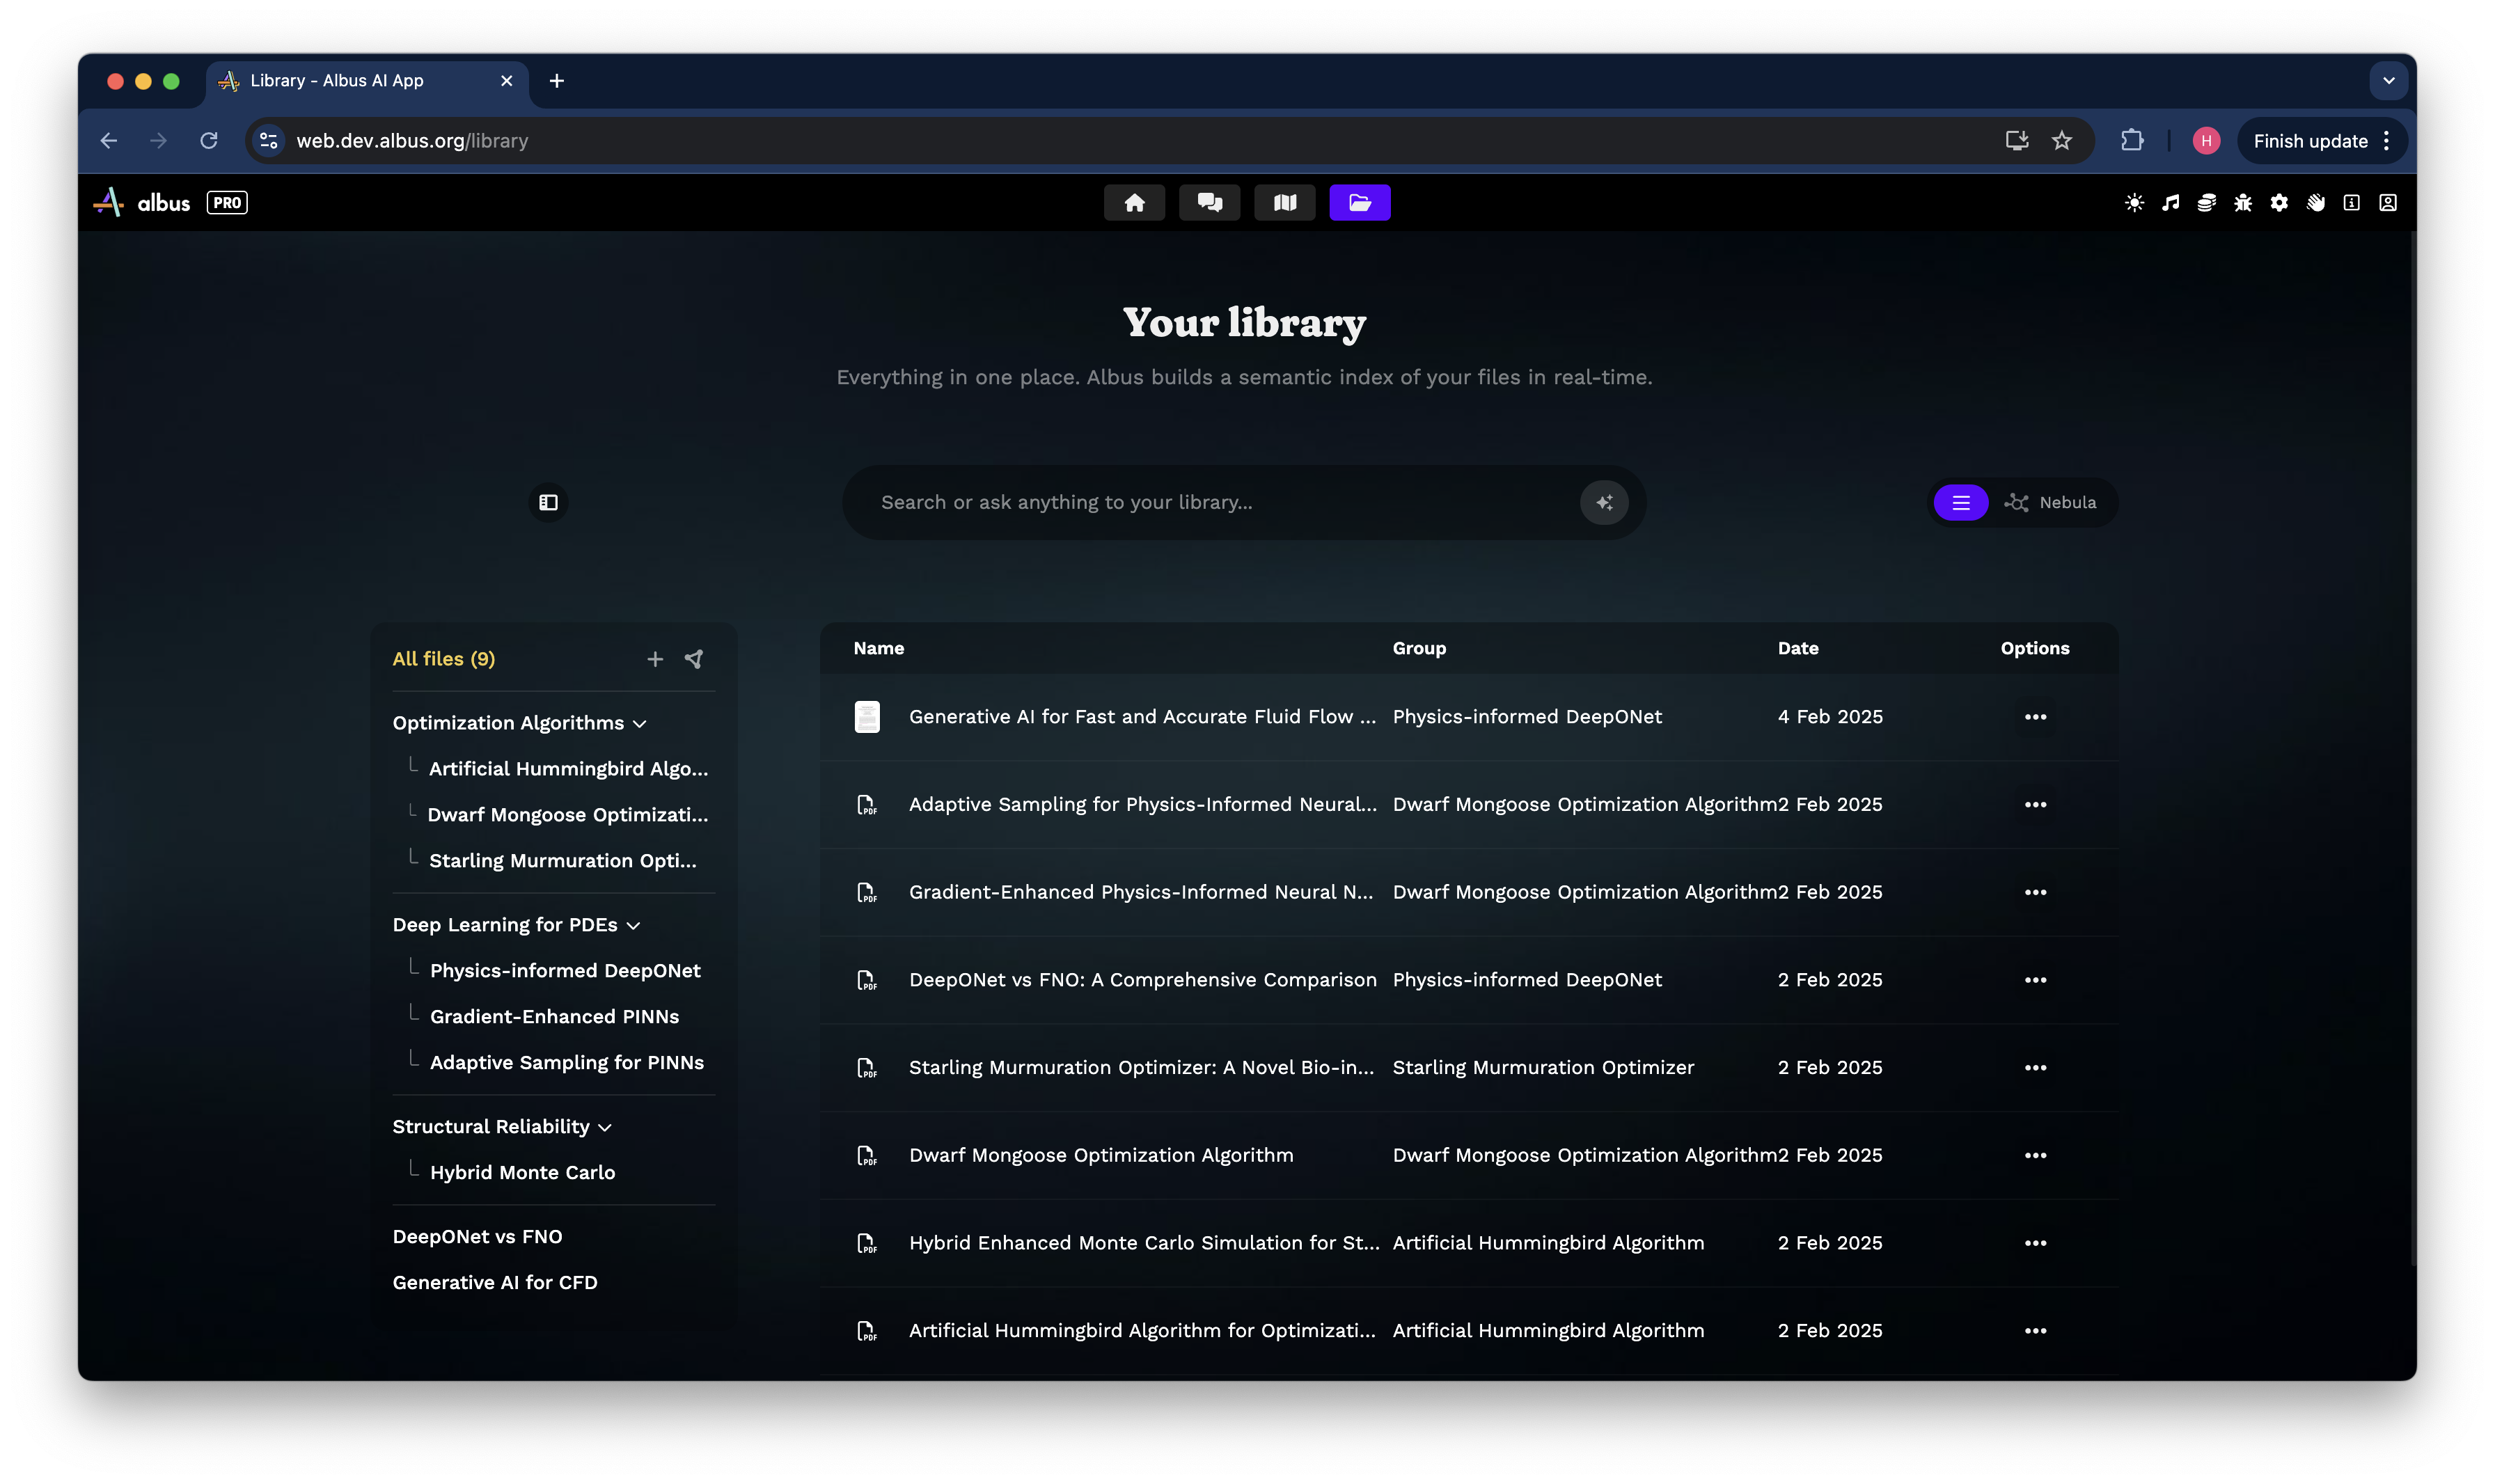 Library - Albus AI App
web.dev.albus.org/library
H
Finish update
albus PRO
Your library
Everything in one place. Albus builds a semantic index of your files in real-time.
Search or ask anything to your library...
Nebula
All files (9)
Optimization Algorithms
Artificial Hummingbird Algo...
Dwarf Mongoose Optimizati...
Starling Murmuration Opti...
Deep Learning for PDEs
Physics-informed DeepONet
Gradient-Enhanced PINNs
Adaptive Sampling for PINNs
Structural Reliability
Hybrid Monte Carlo
DeepONet vs FNO
Generative AI for CFD
Name Group Date Options
Generative AI for Fast and Accurate Fluid Flow ... Physics-informed DeepONet 4 Feb 2025
PDF Adaptive Sampling for Physics-Informed Neural... Dwarf Mongoose Optimization Algorithm 2 Feb 2025
PDF Gradient-Enhanced Physics-Informed Neural N... Dwarf Mongoose Optimization Algorithm 2 Feb 2025
PDF DeepONet vs FNO: A Comprehensive Comparison Physics-informed DeepONet 2 Feb 2025
PDF Starling Murmuration Optimizer: A Novel Bio-in... Starling Murmuration Optimizer 2 Feb 2025
PDF Dwarf Mongoose Optimization Algorithm Dwarf Mongoose Optimization Algorithm 2 Feb 2025
PDF Hybrid Enhanced Monte Carlo Simulation for St... Artificial Hummingbird Algorithm 2 Feb 2025
PDF Artificial Hummingbird Algorithm for Optimizati... Artificial Hummingbird Algorithm 2 Feb 2025